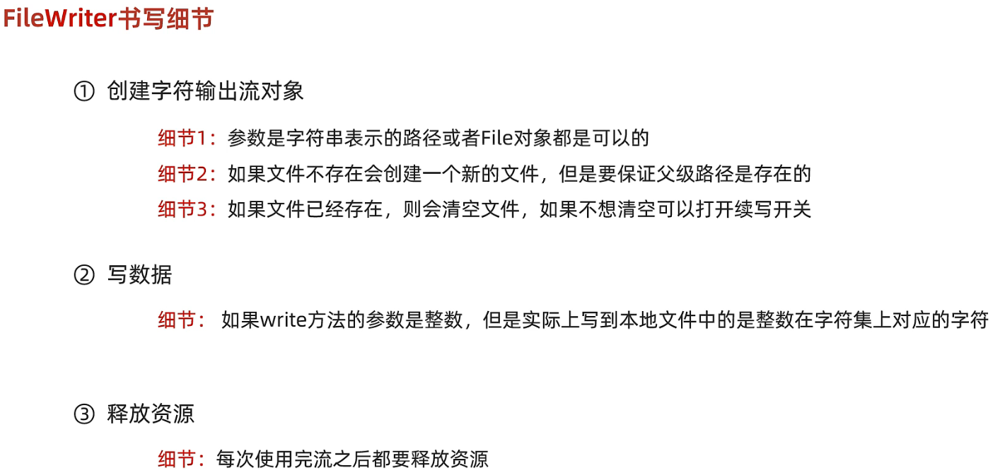 FileWriter书写细节
① 创建字符输出流对象
细节1：参数是字符串表示的路径或者File对象都是可以的
细节2：如果文件不存在会创建一个新的文件，但是要保证父级路径是存在的
细节3：如果文件已经存在，则会清空文件，如果不想清空可以打开续写开关
② 写数据
细节： 如果write方法的参数是整数，但是实际上写到本地文件中的是整数在字符集上对应的字符
③ 释放资源
细节：每次使用完流之后都要释放资源